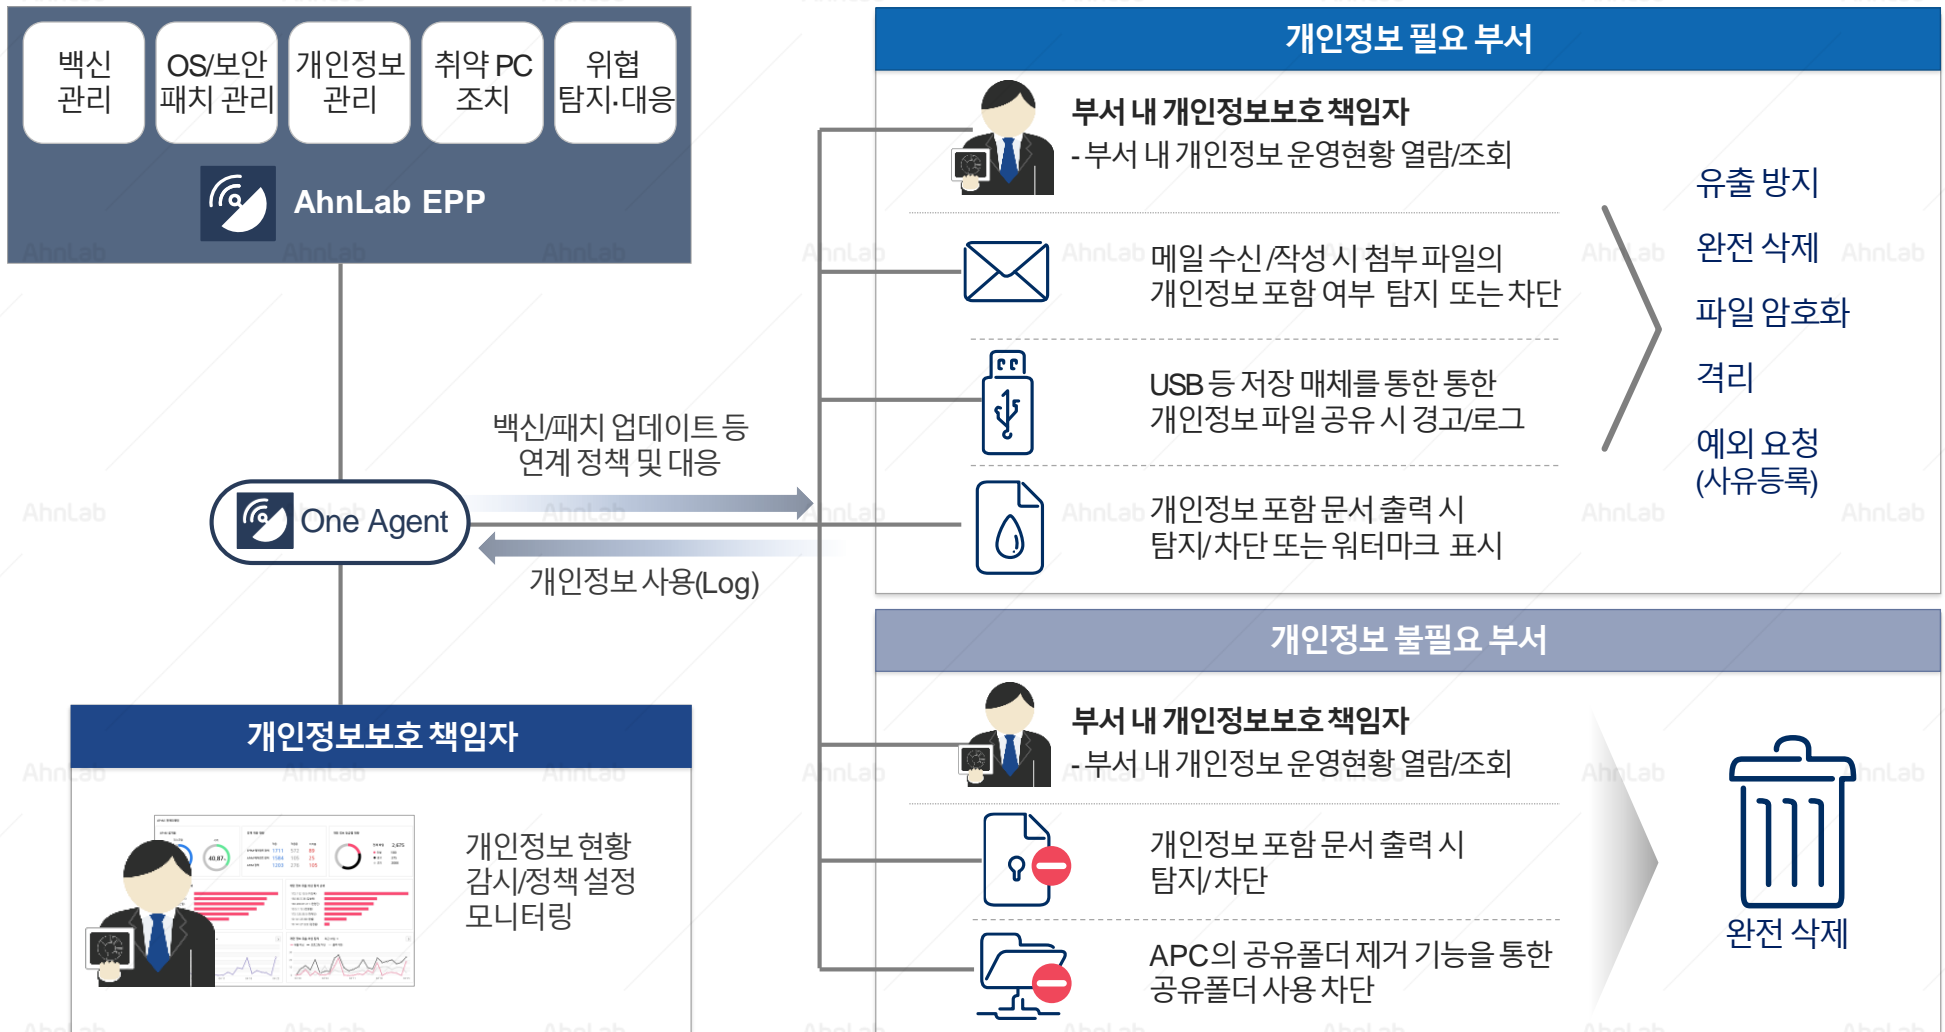 백신
관리
OS/보안
패치 관리
개인정보
관리
취약 PC
조치
위협
탐지·대응
AhnLab EPP
백신/패치 업데이트 등
연계 정책 및 대응
One Agent
개인정보 사용(Log)
개인정보보호 책임자
개인정보 현황
감시/정책 설정
모니터링
40.87
2,675
개인정보 필요 부서
부서 내 개인정보보호 책임자
- 부서 내 개인정보 운영현황 열람/조회
메일 수신 /작성 시 첨부 파일의
개인정보 포함 여부 탐지 또는 차단
USB 등 저장 매체를 통한 통한
개인정보 파일 공유 시 경고/로그
개인정보 포함 문서 출력 시
탐지/ 차단 또는 워터마크 표시
유출 방지
완전 삭제
파일 암호화
격리
예외 요청
(사유등록)
개인정보 불필요 부서
부서 내 개인정보보호 책임자
- 부서 내 개인정보 운영현황 열람/조회
개인정보 포함 문서 출력 시
탐지/ 차단
APC의 공유폴더 제거 기능을 통한
공유폴더 사용 차단
완전 삭제
AhnLab